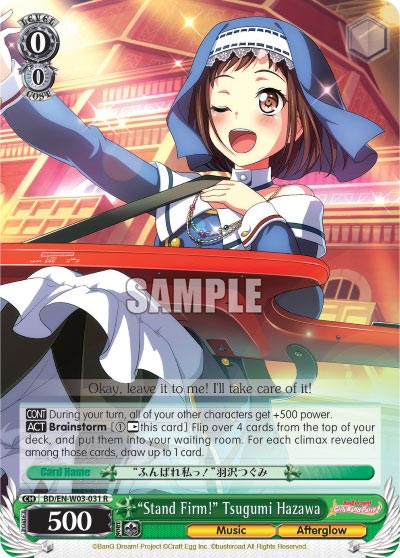 LEVEL
0
0
COST
SAMPLE
Okay, leave it to me! I'll take care of it!
CONT During your turn, all of your other characters get +500 power.
ACT Brainstorm [① this card] Flip over 4 cards from the top of
your deck, and put them into your waiting room. For each climax revealed
among those cards, draw up to 1 card.
Card Name “ふんばれ私っ！”羽沢つぐみ
CH BD/EN-W03-031 R
“Stand Firm!” Tsugumi Hazawa
500
Music Afterglow
©BanG Dream! Project ©Craft Egg Inc. ©bushiroad All Rights Reserved.